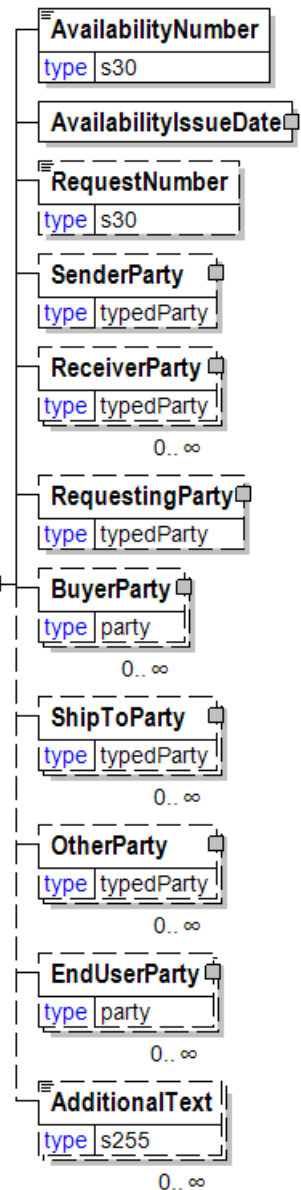 AvailabilityNumber
type s30
AvailabilityIssueDate
RequestNumber
type s30
SenderParty
type typedParty
ReceiverParty
type typedParty
0.. ∞
RequestingParty
type typedParty
BuyerParty
type party
0.. ∞
ShipToParty
type typedParty
0.. ∞
OtherParty
type typedParty
0.. ∞
EndUserParty
type party
0.. ∞
AdditionalText
type s255
0.. ∞